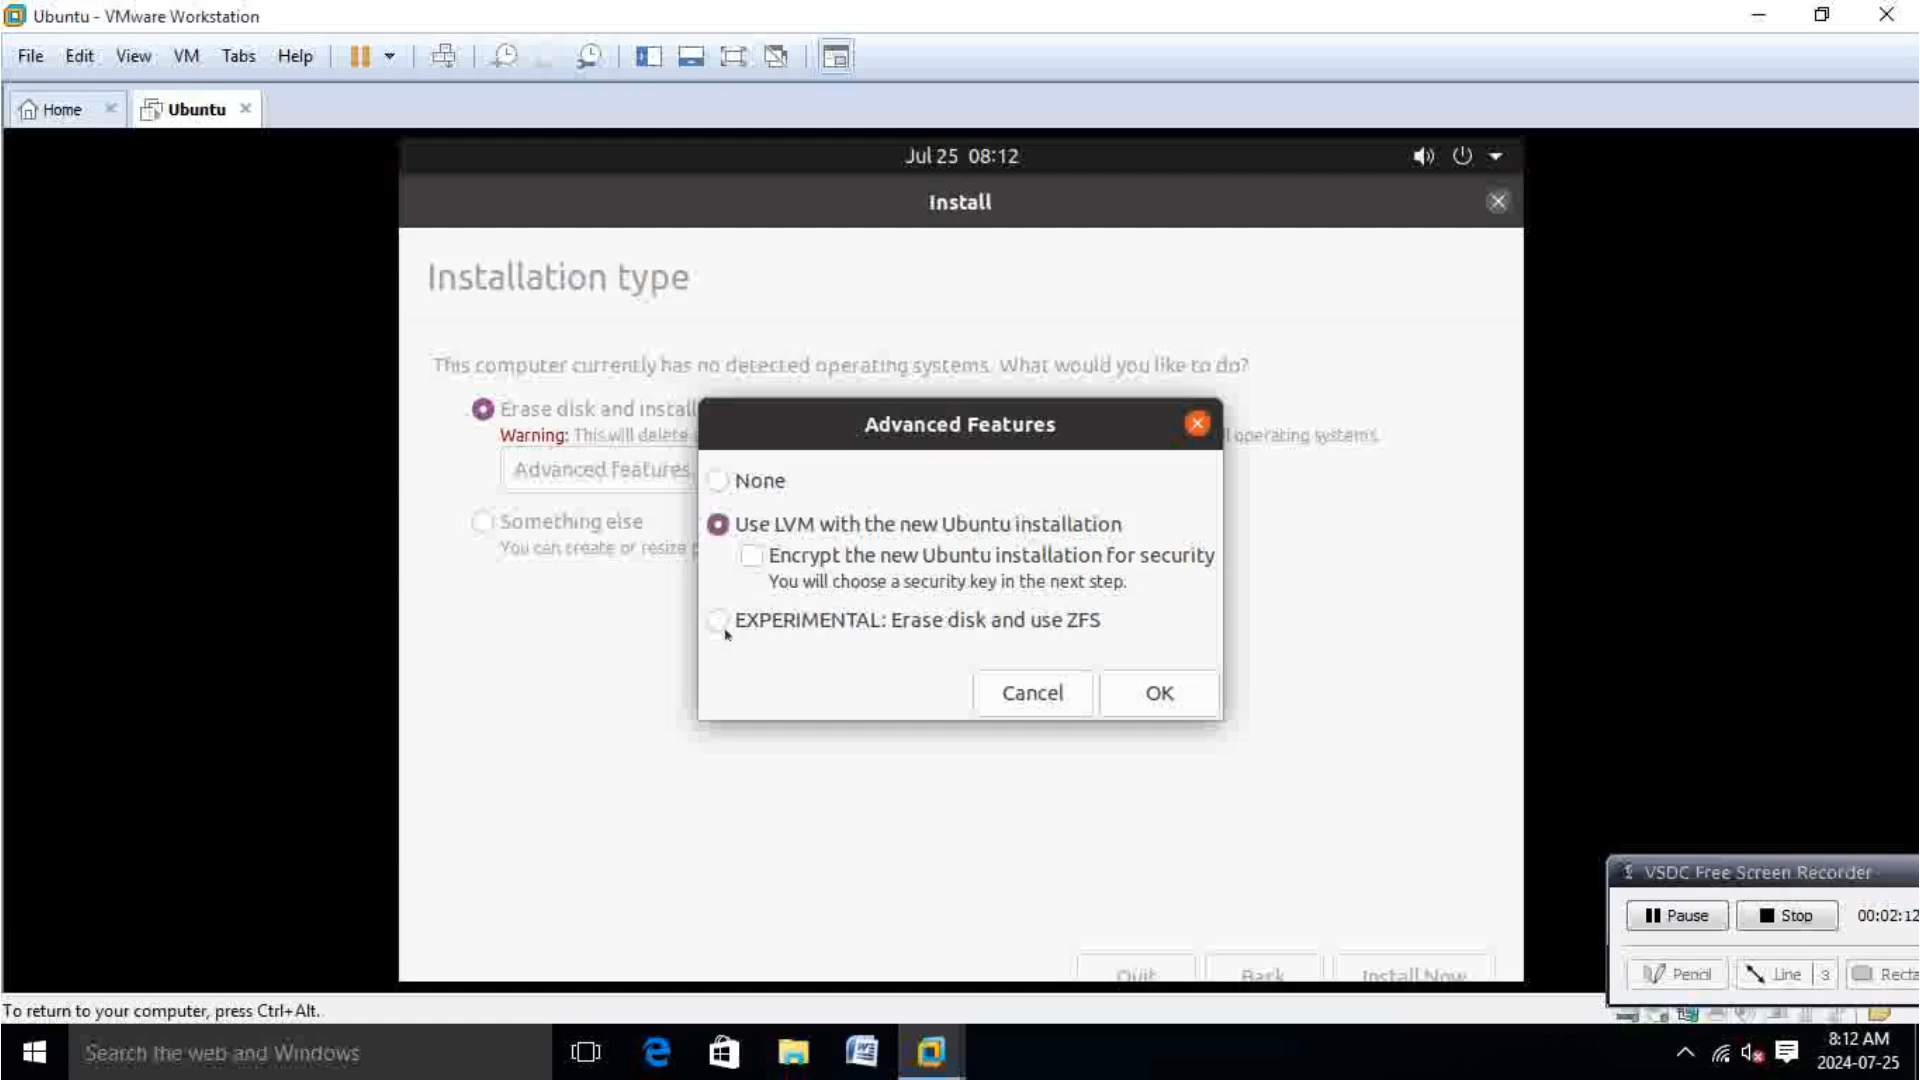 Ubuntu - VMware Workstation
File Edit View VM Tabs Help
Home Ubuntu
Jul 25 08:12
Install
Installation type
This computer currently has no detected operating systems. What would you like to do?
Erase disk and install
Warning: This will delete operating systems.
Advanced features
Something else
You can create or resize
Advanced Features
None
Use LVM with the new Ubuntu installation
Encrypt the new Ubuntu installation for security
You will choose a security key in the next step.
EXPERIMENTAL: Erase disk and use ZFS
Cancel OK
Quit Back Install Now
VSDC Free Screen Recorder
Pause Stop 00:02:12
Pencil Line 3 Recta
To return to your computer, press Ctrl+Alt.
Search the web and Windows
8:12 AM
2024-07-25